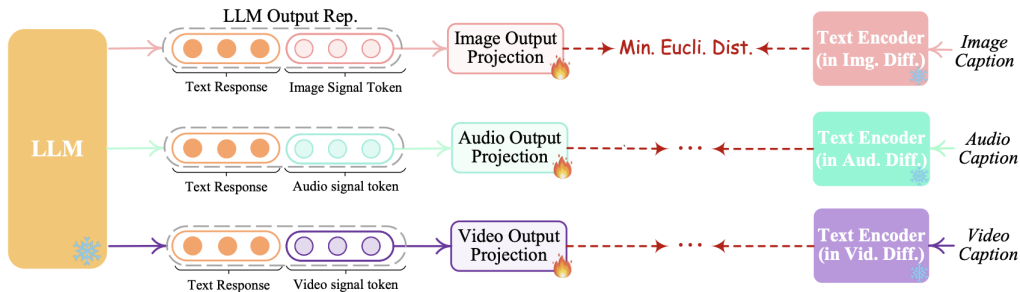 LLM
LLM Output Rep.
Text Response
Image Signal Token
Image Output
Projection
Min. Eucli. Dist.
Text Encoder
(in Img. Diff.)
Image
Caption
Text Response
Audio signal token
Audio Output
Projection
...
Text Encoder
(in Aud. Diff.)
Audio
Caption
Text Response
Video signal token
Video Output
Projection
...
Text Encoder
(in Vid. Diff.)
Video
Caption